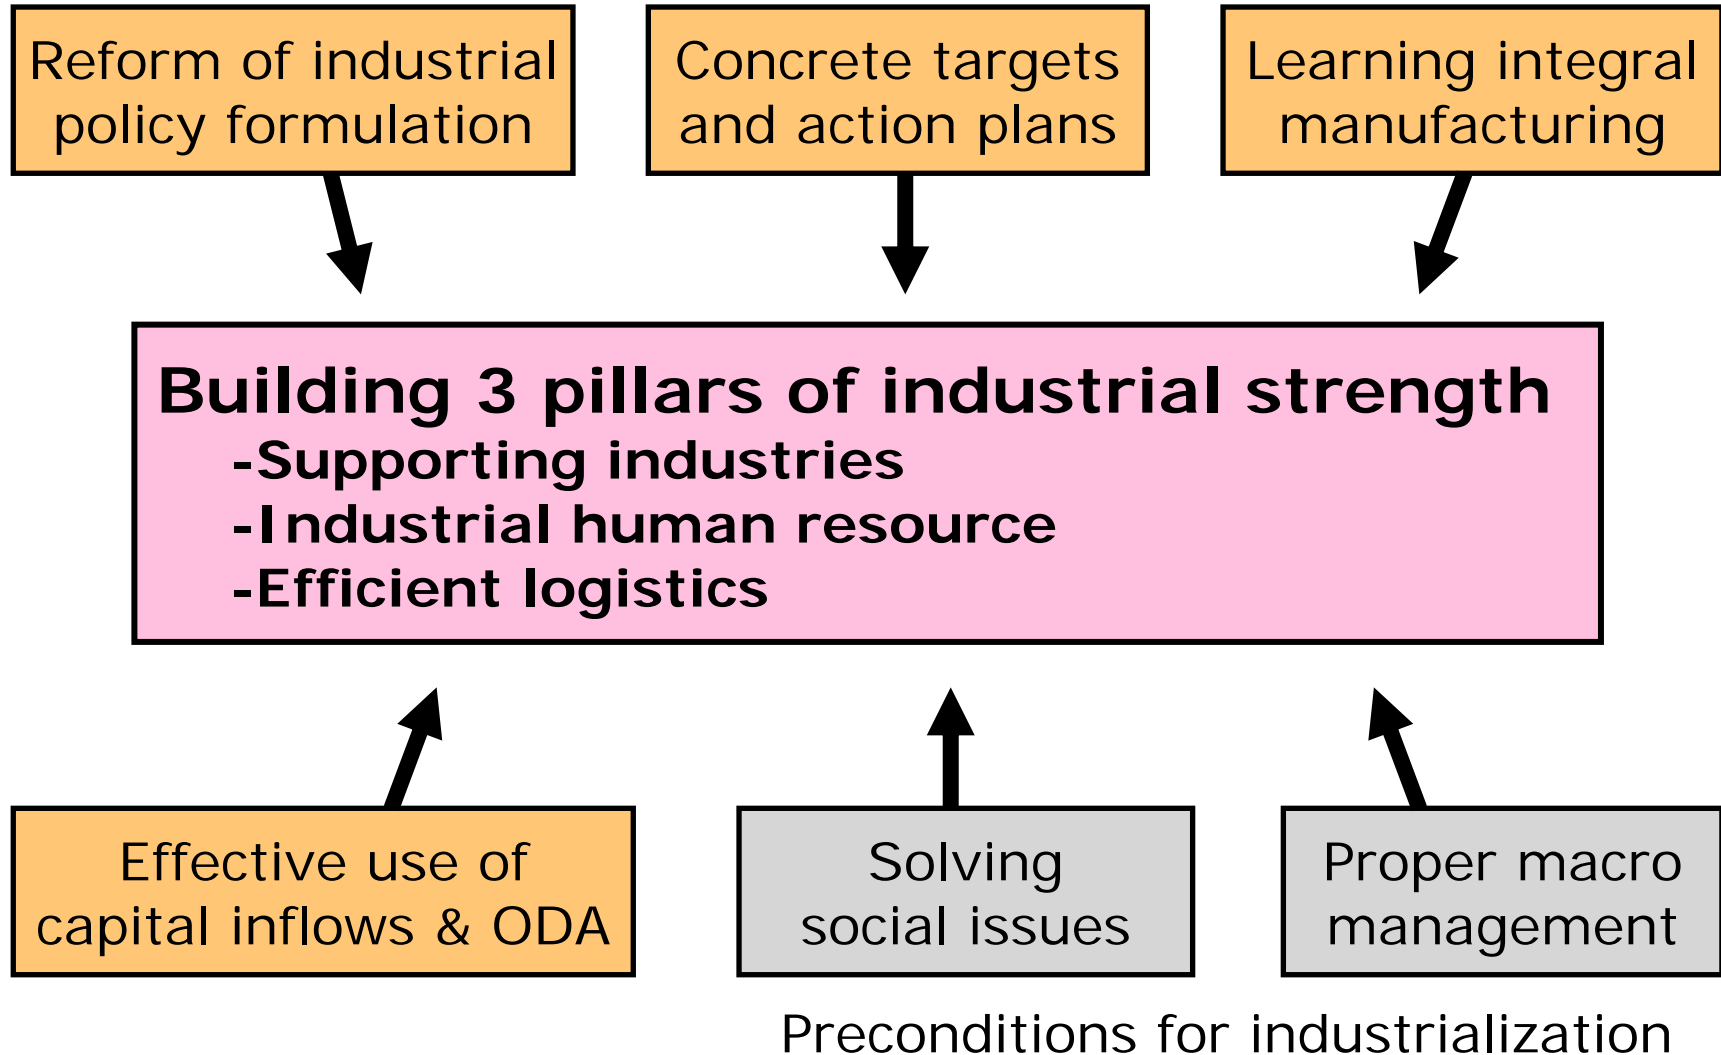 Reform of industrial
policy formulation
Concrete targets
and action plans
Learning integral
manufacturing
Building 3 pillars of industrial strength
-Supporting industries
-Industrial human resource
-Efficient logistics
Effective use of
capital inflows & ODA
Solving
social issues
Proper macro
management
Preconditions for industrialization